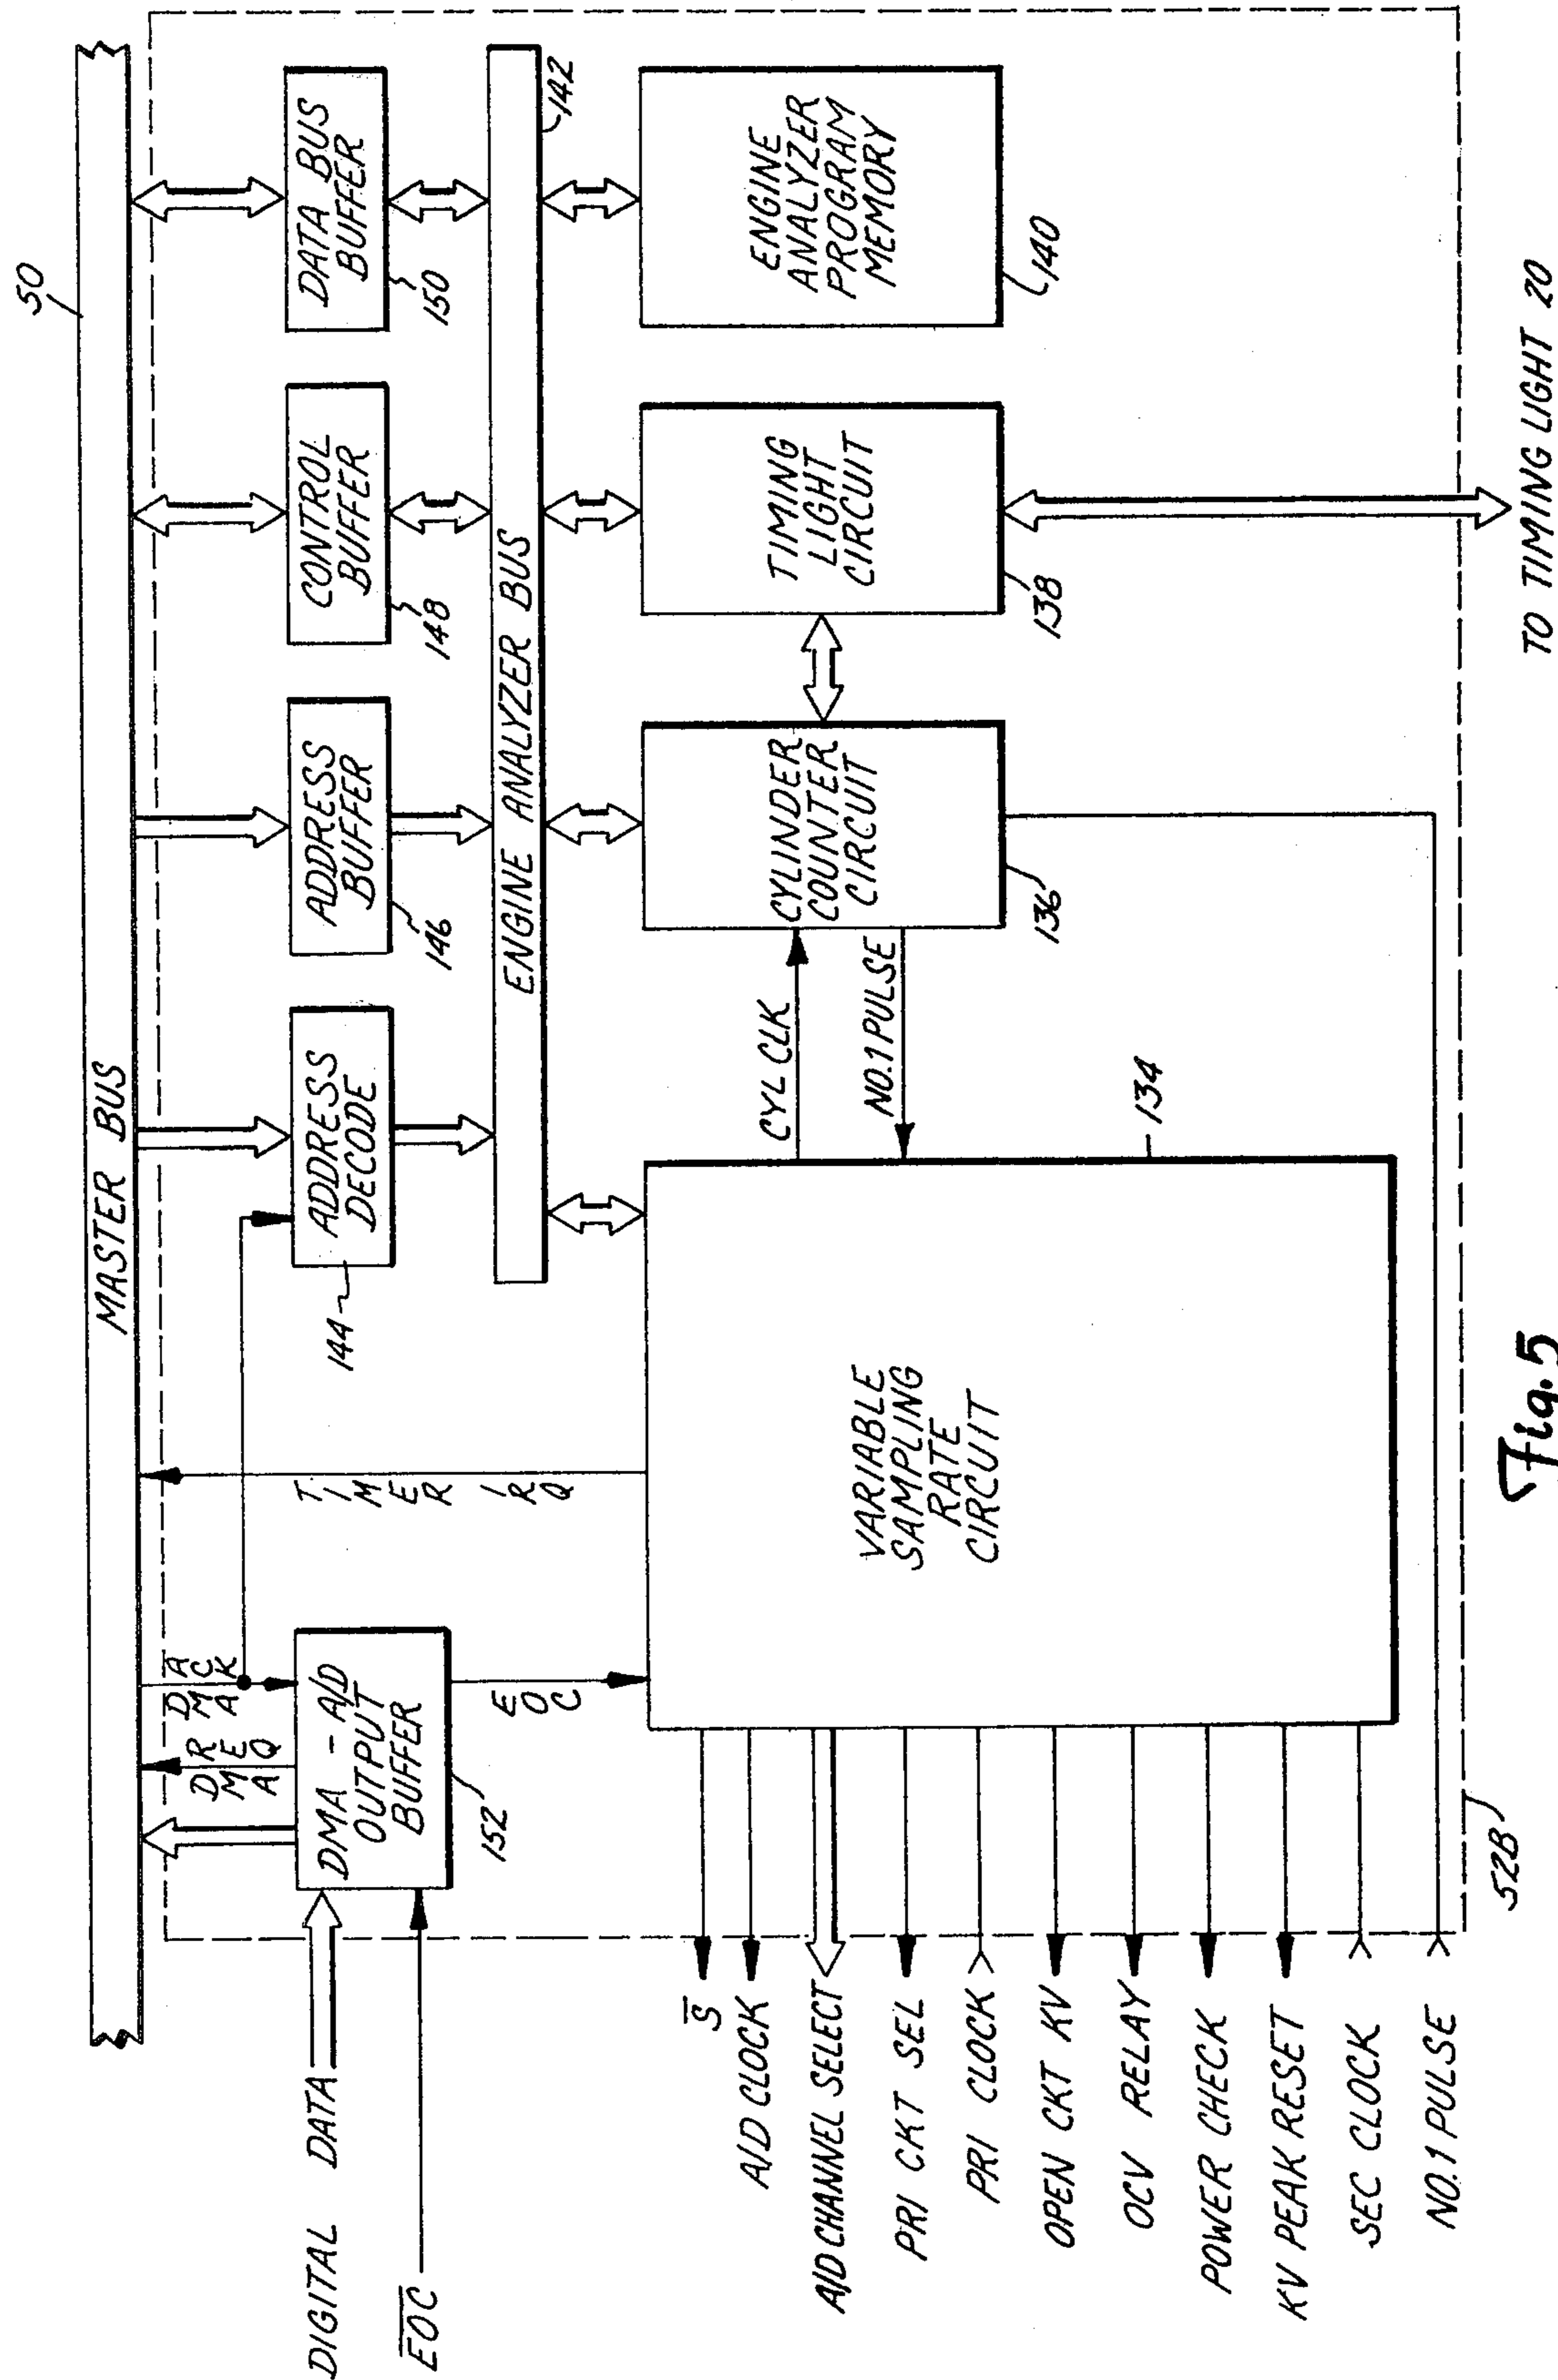 50
MASTER BUS
DMA
REQ
DMA
ACK
DIGITAL DATA
E̅O̅C̅
DMA - A/D
OUTPUT
BUFFER
152
EOC
TIMER IRQ
ADDRESS
DECODE
144
ADDRESS
BUFFER
146
CONTROL
BUFFER
148
DATA BUS
BUFFER
150
ENGINE ANALYZER BUS
142
VARIABLE
SAMPLING
RATE
CIRCUIT
134
CYL CLK
NO.1 PULSE
CYLINDER
COUNTER
CIRCUIT
136
TIMING
LIGHT
CIRCUIT
138
ENGINE
ANALYZER
PROGRAM
MEMORY
140
S̅
A/D CLOCK
A/D CHANNEL SELECT
PRI CKT SEL
PRI CLOCK
OPEN CKT KV
OCV RELAY
POWER CHECK
KV PEAK RESET
SEC CLOCK
NO.1 PULSE
52B
TO TIMING LIGHT 20
Fig. 5